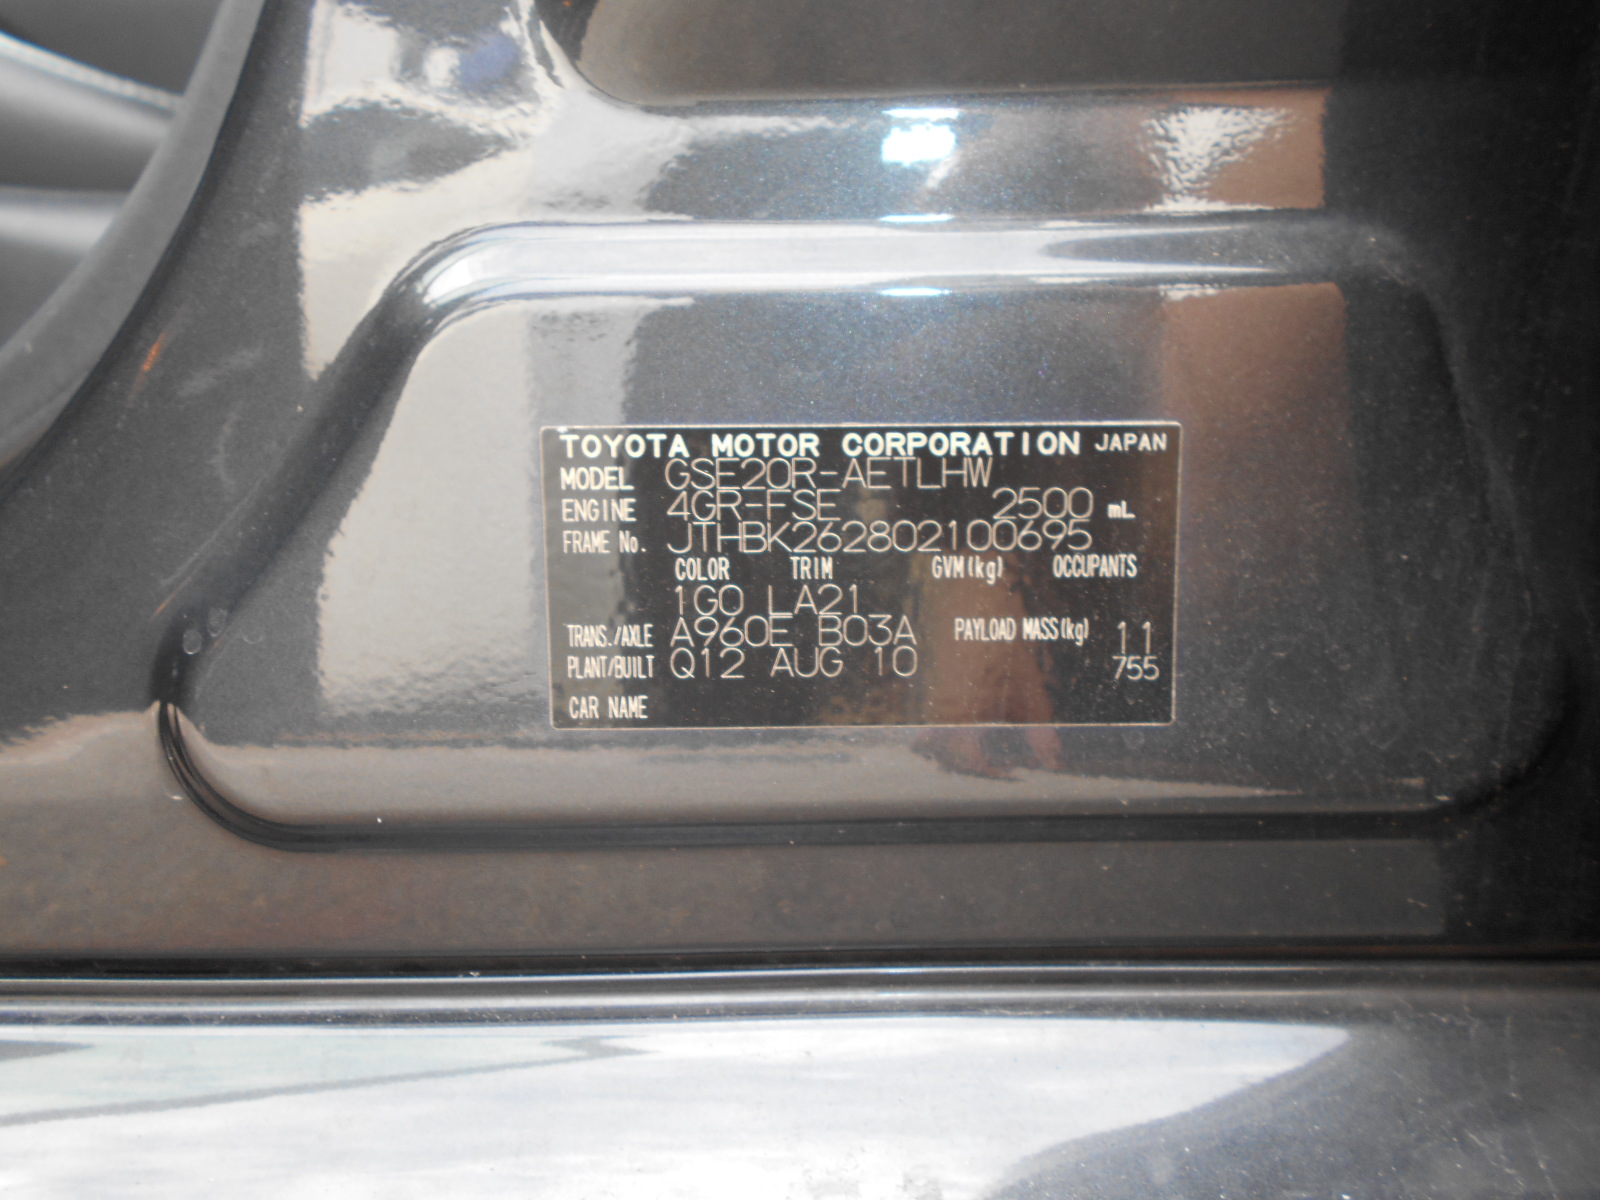 TOYOTA MOTOR CORPORATION JAPAN
MODEL GSE20R-AETLHW
ENGINE 4GR-FSE 2500 mL
FRAME No. JTHBK262802100695
COLOR TRIM GVM(kg) OCCUPANTS
1G0 LA21
TRANS./AXLE A960E B03A PAYLOAD MASS(kg) 11
PLANT/BUILT Q12 AUG 10 755
CAR NAME